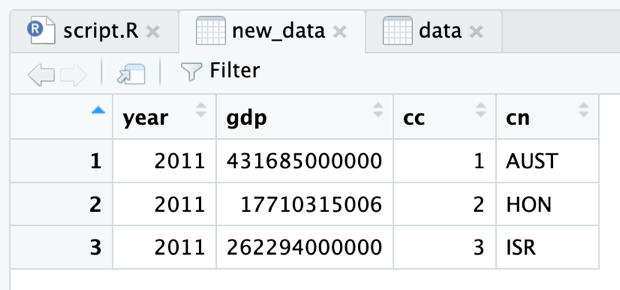 script.R new_data data
Filter
year gdp cc cn
1 2011 431685000000 1 AUST
2 2011 17710315006 2 HON
3 2011 262294000000 3 ISR